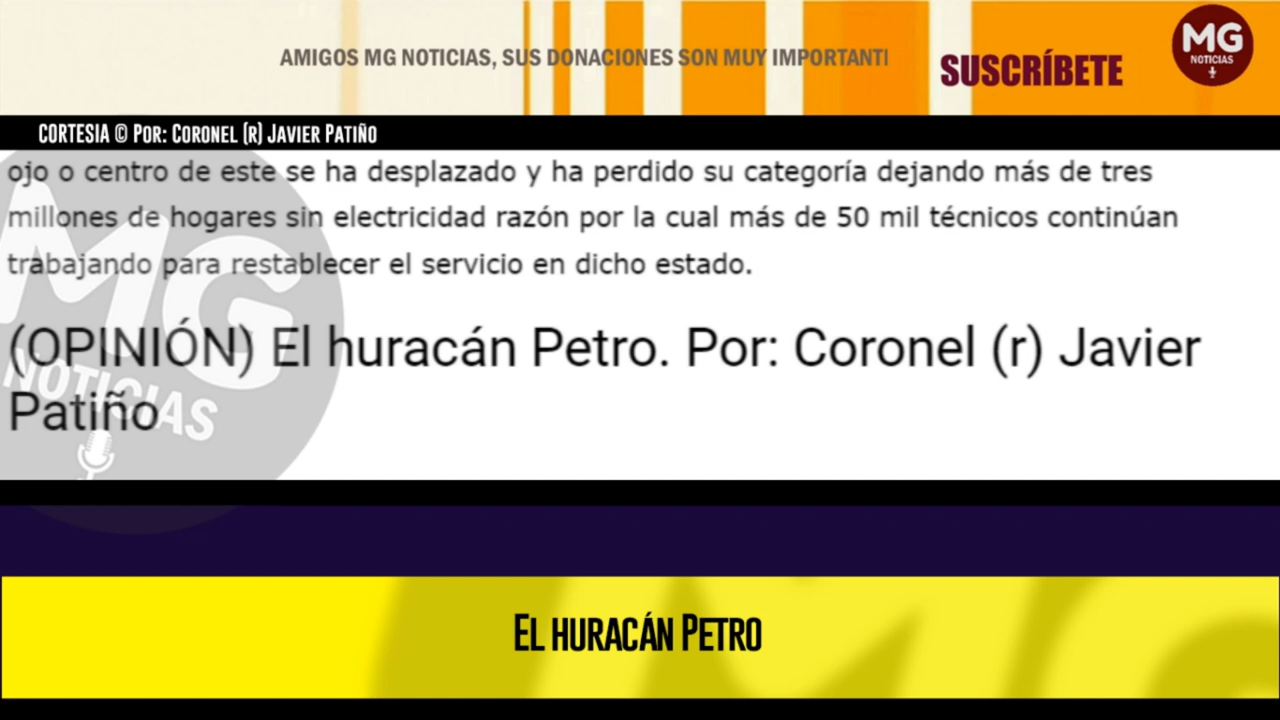 AMIGOS MG NOTICIAS, SUS DONACIONES SON MUY IMPORTANTI
SUSCRÍBETE
MG
NOTICIAS
CORTESIA © POR: CORONEL (R) JAVIER PATIÑO
ojo o centro de este se ha desplazado y ha perdido su categoría dejando más de tres
millones de hogares sin electricidad razón por la cual más de 50 mil técnicos continúan
trabajando para restablecer el servicio en dicho estado.
(OPINIÓN) El huracán Petro. Por: Coronel (r) Javier
Patiño
MG
NOTICIAS
EL HURACÁN PETRO